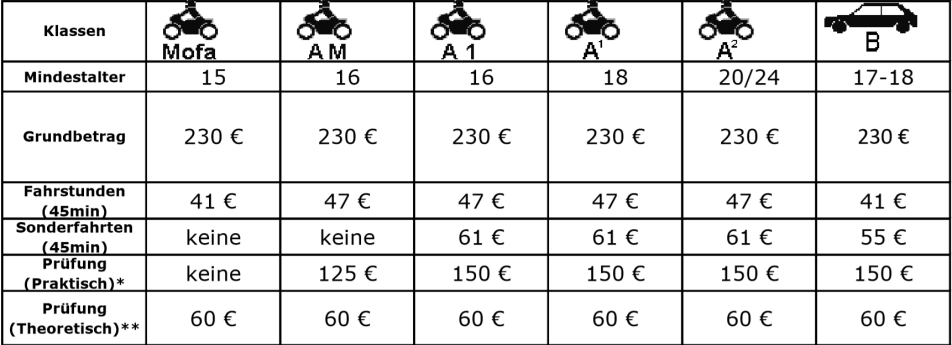 Klassen Mofa A M A 1 A¹ A² B
Mindestalter 15 16 16 18 20/24 17-18
Grundbetrag 230 € 230 € 230 € 230 € 230 € 230 €
Fahrstunden
(45min) 41 € 47 € 47 € 47 € 47 € 41 €
Sonderfahrten
(45min) keine keine 61 € 61 € 61 € 55 €
Prüfung
(Praktisch)* keine 125 € 150 € 150 € 150 € 150 €
Prüfung
(Theoretisch)** 60 € 60 € 60 € 60 € 60 € 60 €